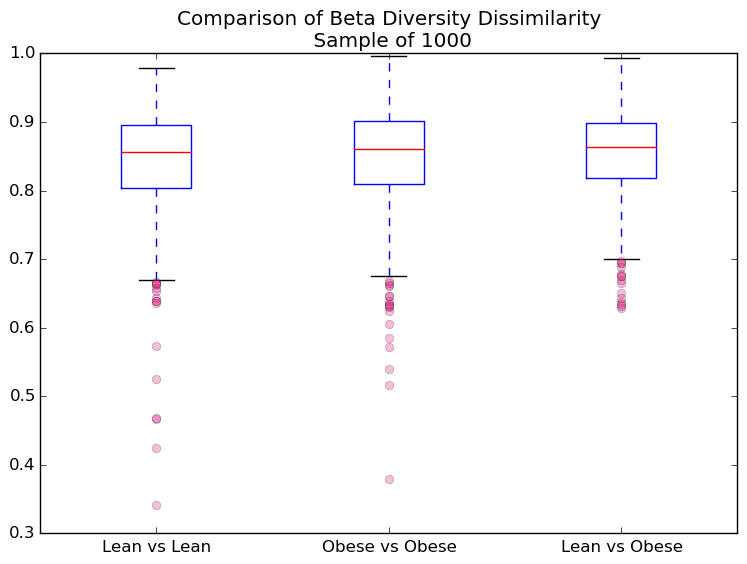 Comparison of Beta Diversity Dissimilarity
Sample of 1000
1.0
0.9
0.8
0.7
0.6
0.5
0.4
0.3
Lean vs Lean
Obese vs Obese
Lean vs Obese